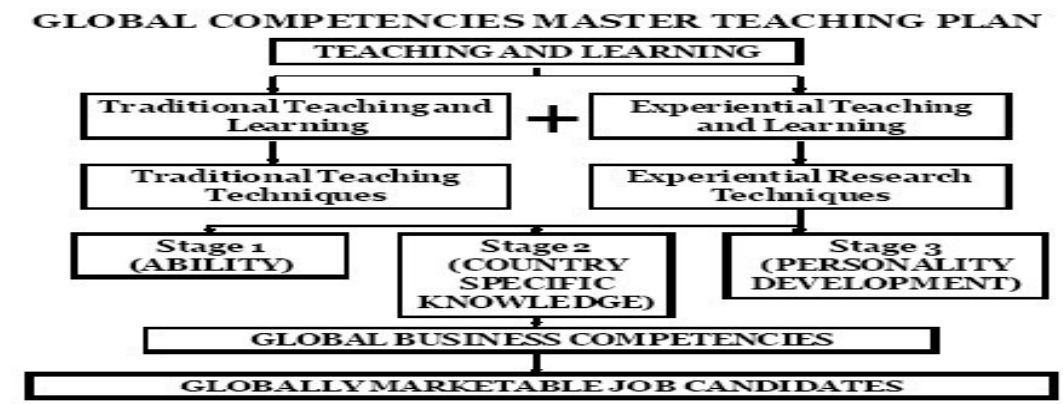 GLOBAL COMPETENCIES MASTER TEACHING PLAN
TEACHING AND LEARNING
Traditional Teaching and
Learning
+
Experiential Teaching
and Learning
Traditional Teaching
Techniques
Experiential Research
Techniques
Stage 1
(ABILITY)
Stage 2
(COUNTRY
SPECIFIC
KNOWLEDGE)
Stage 3
(PERSONALITY
DEVELOPMENT)
GLOBAL BUSINESS COMPETENCIES
GLOBALLY MARKETABLE JOB CANDIDATES